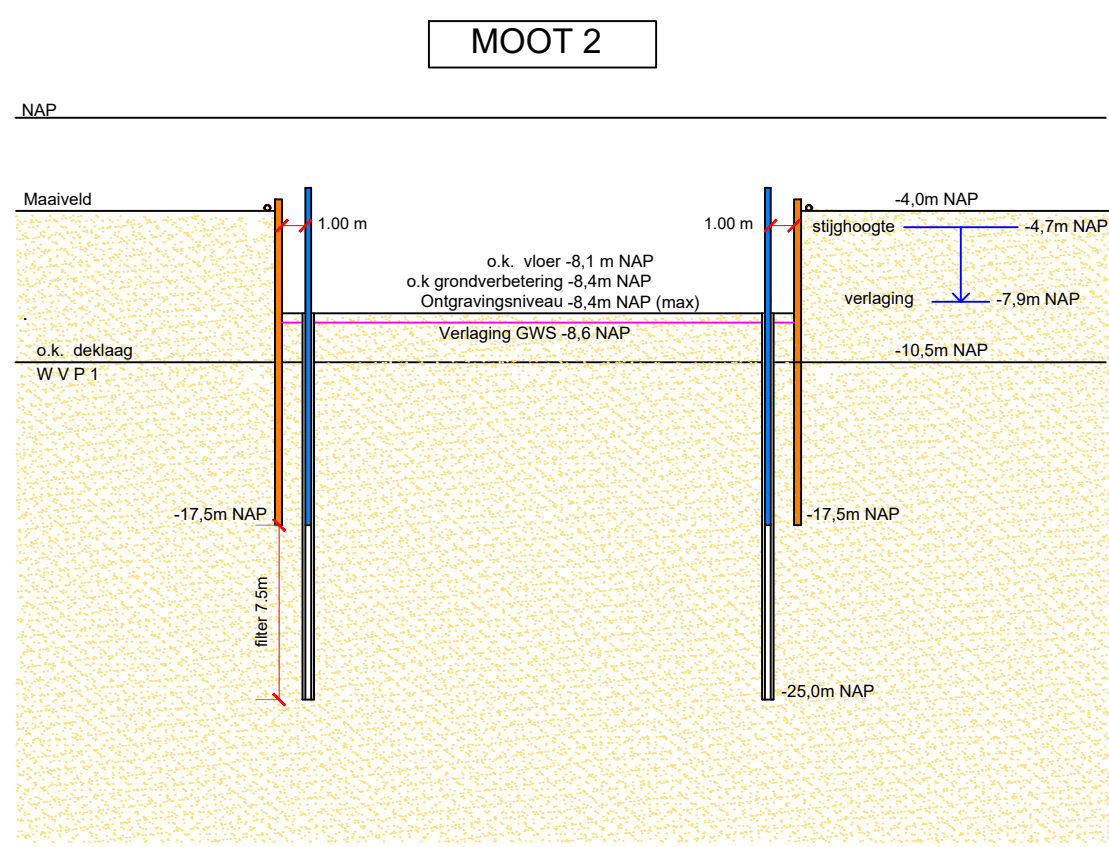 MOOT 2
NAP
Maaiveld
-4,0m NAP
1.00 m
1.00 m
stijghoogte
-4,7m NAP
o.k. vloer -8,1 m NAP
o.k grondverbetering -8,4m NAP
Ontgravingsniveau -8,4m NAP (max)
verlaging
-7,9m NAP
Verlaging GWS -8,6 NAP
o.k. deklaag
-10,5m NAP
W V P 1
-17,5m NAP
-17,5m NAP
filter 7.5m
-25,0m NAP